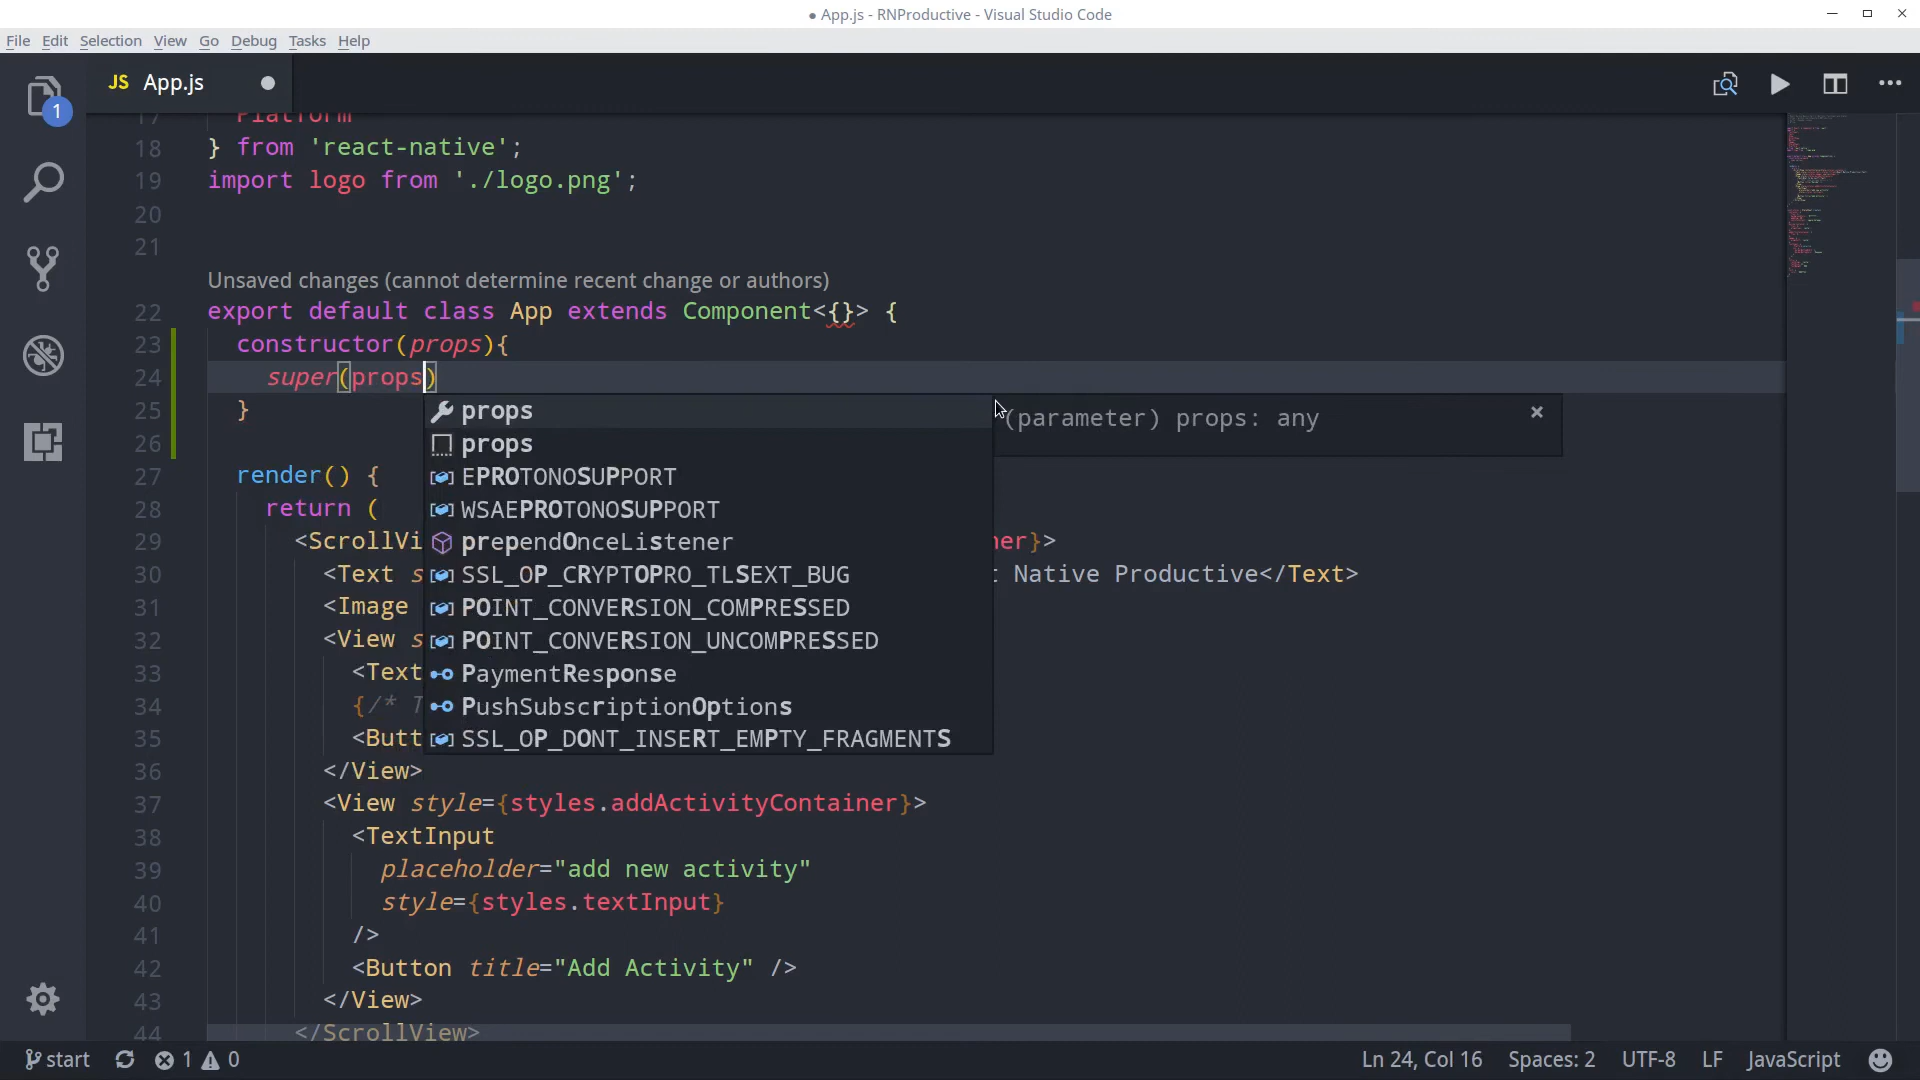 ● App.js - RNProductive - Visual Studio Code
File Edit Selection View Go Debug Tasks Help
JS App.js
1
17 Platform
18 } from 'react-native';
19 import logo from './logo.png';
20
21
Unsaved changes (cannot determine recent change or authors)
22 export default class App extends Component<{}> {
23 constructor(props){
24 super(props)
25 }
props
(parameter) props: any
26
props
27 render() {
EPROTONOSUPPORT
28 return (
WSAEPROTONOSUPPORT
29 <ScrollVi
prependOnceListener
ner}>
30 <Text s
SSL_OP_CRYPTOPRO_TLSEXT_BUG
t Native Productive</Text>
31 <Image
POINT_CONVERSION_COMPRESSED
32 <View s
POINT_CONVERSION_UNCOMPRESSED
33 <Text
PaymentResponse
34 {/* T
PushSubscriptionOptions
35 <Butt
SSL_OP_DONT_INSERT_EMPTY_FRAGMENTS
36 </View>
37 <View style={styles.addActivityContainer}>
38 <TextInput
39 placeholder="add new activity"
40 style={styles.textInput}
41 />
42 <Button title="Add Activity" />
43 </View>
44 </ScrollView>
start 1 0 Ln 24, Col 16 Spaces: 2 UTF-8 LF JavaScript